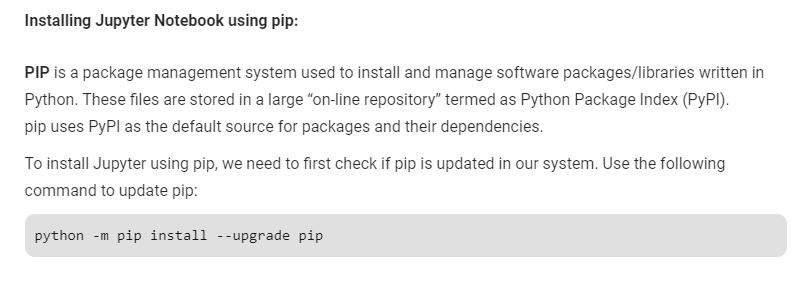 Installing Jupyter Notebook using pip:
PIP is a package management system used to install and manage software packages/libraries written in
Python. These files are stored in a large “on-line repository” termed as Python Package Index (PyPI).
pip uses PyPI as the default source for packages and their dependencies.
To install Jupyter using pip, we need to first check if pip is updated in our system. Use the following
command to update pip:
python -m pip install --upgrade pip